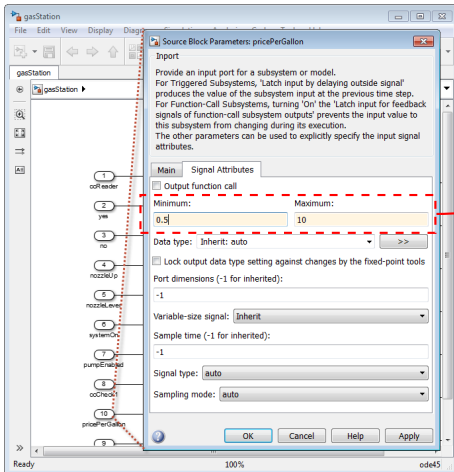 gasStation
File Edit View Display
Source Block Parameters: pricePerGallon
Inport
Provide an input port for a subsystem or model.
For Triggered Subsystems, 'Latch input by delaying outside signal'
produces the value of the subsystem input at the previous time step.
For Function-Call Subsystems, turning 'On' the 'Latch input for feedback
signals of function-call subsystem outputs' prevents the input value to
this subsystem from changing during its execution.
The other parameters can be used to explicitly specify the input signal
attributes.
gasStation
gasStation
Main Signal Attributes
Output function call
Minimum: Maximum:
0.5 10
Data type: Inherit: auto >>
Lock output data type setting against changes by the fixed-point tools
Port dimensions (-1 for inherited):
-1
Variable-size signal: Inherit
Sample time (-1 for inherited):
-1
Signal type: auto
Sampling mode: auto
OK Cancel Help Apply
1
ccReader
2
yes
3
no
4
nozzleUp
5
nozzleLever
6
systemOn
7
pumpEnabled
8
ccCheck1
10
pricePerGallon
9
Ready 100% ode45